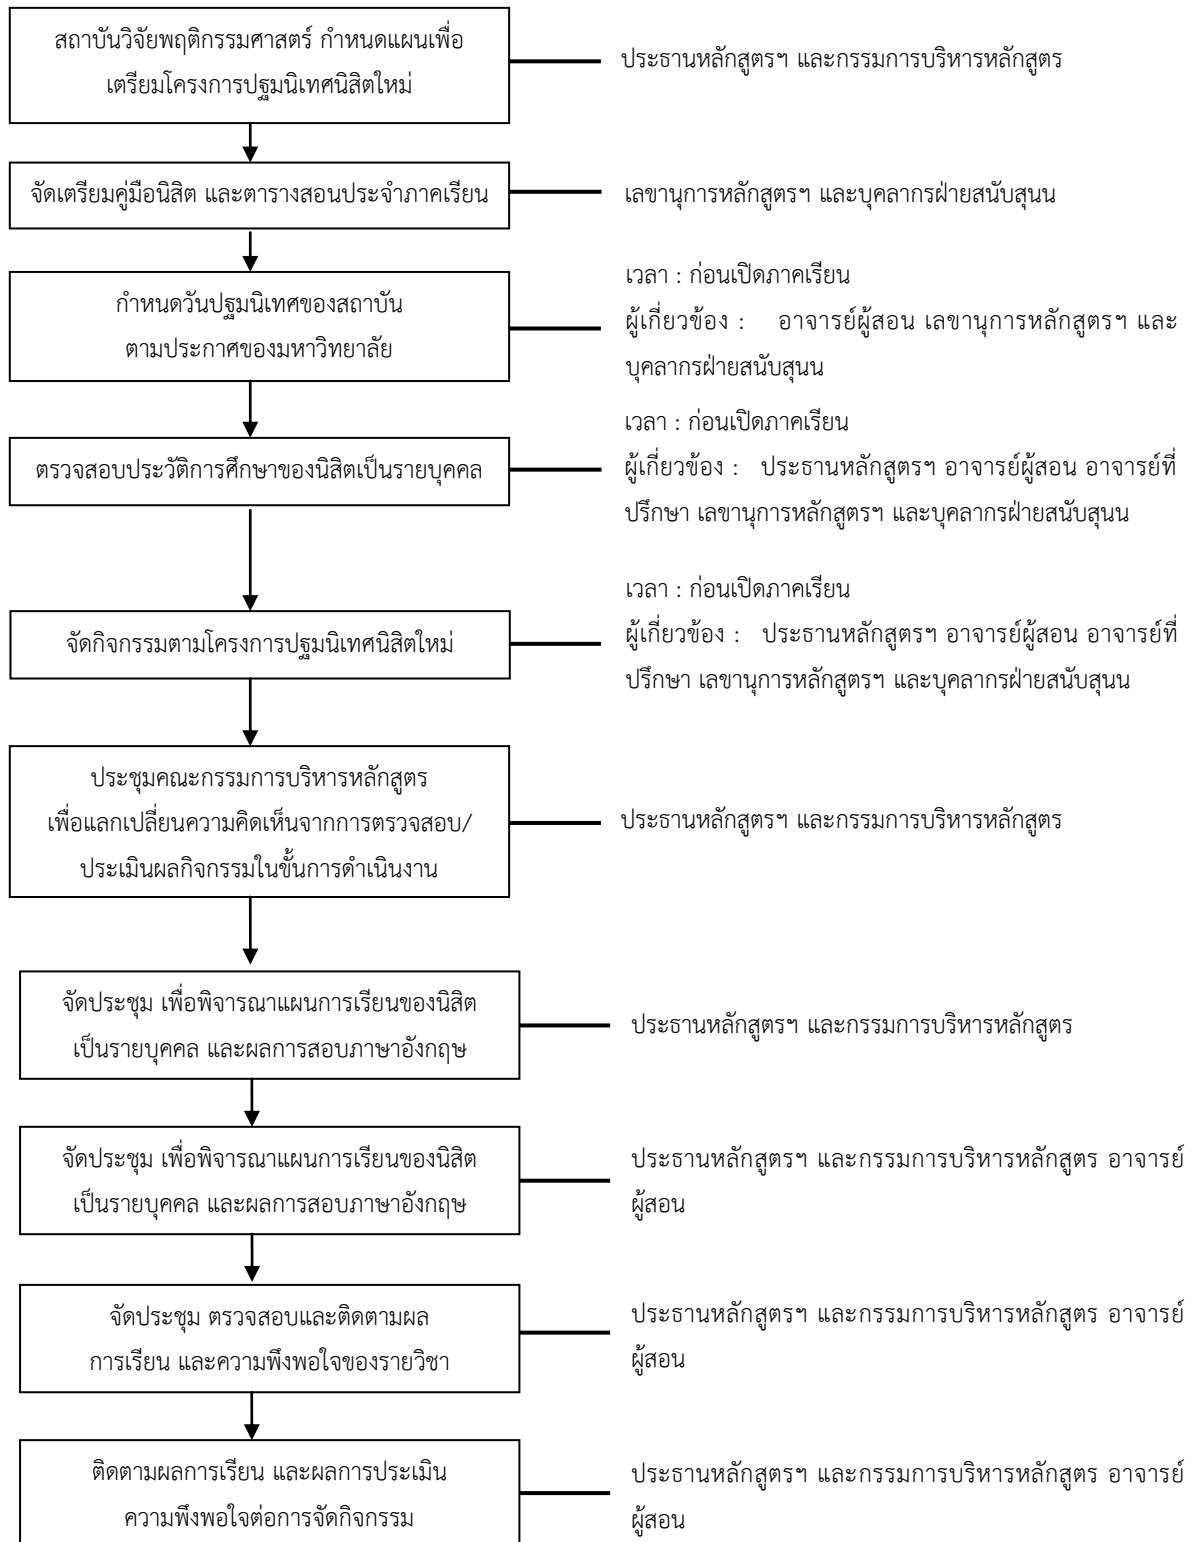 สถาบันวิจัยพฤติกรรมศาสตร์ กำหนดแผนเพื่อ
เตรียมโครงการปฐมนิเทศนิสิตใหม่
ประธานหลักสูตรฯ และกรรมการบริหารหลักสูตร
จัดเตรียมคู่มือนิสิต และตารางสอนประจำภาคเรียน
เลขานุการหลักสูตรฯ และบุคลากรฝ่ายสนับสุนน
กำหนดวันปฐมนิเทศของสถาบัน
ตามประกาศของมหาวิทยาลัย
เวลา : ก่อนเปิดภาคเรียน
ผู้เกี่ยวข้อง : อาจารย์ผู้สอน เลขานุการหลักสูตรฯ และ
บุคลากรฝ่ายสนับสุนน
ตรวจสอบประวัติการศึกษาของนิสิตเป็นรายบุคคล
เวลา : ก่อนเปิดภาคเรียน
ผู้เกี่ยวข้อง : ประธานหลักสูตรฯ อาจารย์ผู้สอน อาจารย์ที่
ปรึกษา เลขานุการหลักสูตรฯ และบุคลากรฝ่ายสนับสุนน
จัดกิจกรรมตามโครงการปฐมนิเทศนิสิตใหม่
เวลา : ก่อนเปิดภาคเรียน
ผู้เกี่ยวข้อง : ประธานหลักสูตรฯ อาจารย์ผู้สอน อาจารย์ที่
ปรึกษา เลขานุการหลักสูตรฯ และบุคลากรฝ่ายสนับสุนน
ประชุมคณะกรรมการบริหารหลักสูตร
เพื่อแลกเปลี่ยนความคิดเห็นจากการตรวจสอบ/
ประเมินผลกิจกรรมในขั้นการดำเนินงาน
ประธานหลักสูตรฯ และกรรมการบริหารหลักสูตร
จัดประชุม เพื่อพิจารณาแผนการเรียนของนิสิต
เป็นรายบุคคล และผลการสอบภาษาอังกฤษ
ประธานหลักสูตรฯ และกรรมการบริหารหลักสูตร
จัดประชุม เพื่อพิจารณาแผนการเรียนของนิสิต
เป็นรายบุคคล และผลการสอบภาษาอังกฤษ
ประธานหลักสูตรฯ และกรรมการบริหารหลักสูตร อาจารย์
ผู้สอน
จัดประชุม ตรวจสอบและติดตามผล
การเรียน และความพึงพอใจของรายวิชา
ประธานหลักสูตรฯ และกรรมการบริหารหลักสูตร อาจารย์
ผู้สอน
ติดตามผลการเรียน และผลการประเมิน
ความพึงพอใจต่อการจัดกิจกรรม
ประธานหลักสูตรฯ และกรรมการบริหารหลักสูตร อาจารย์
ผู้สอน